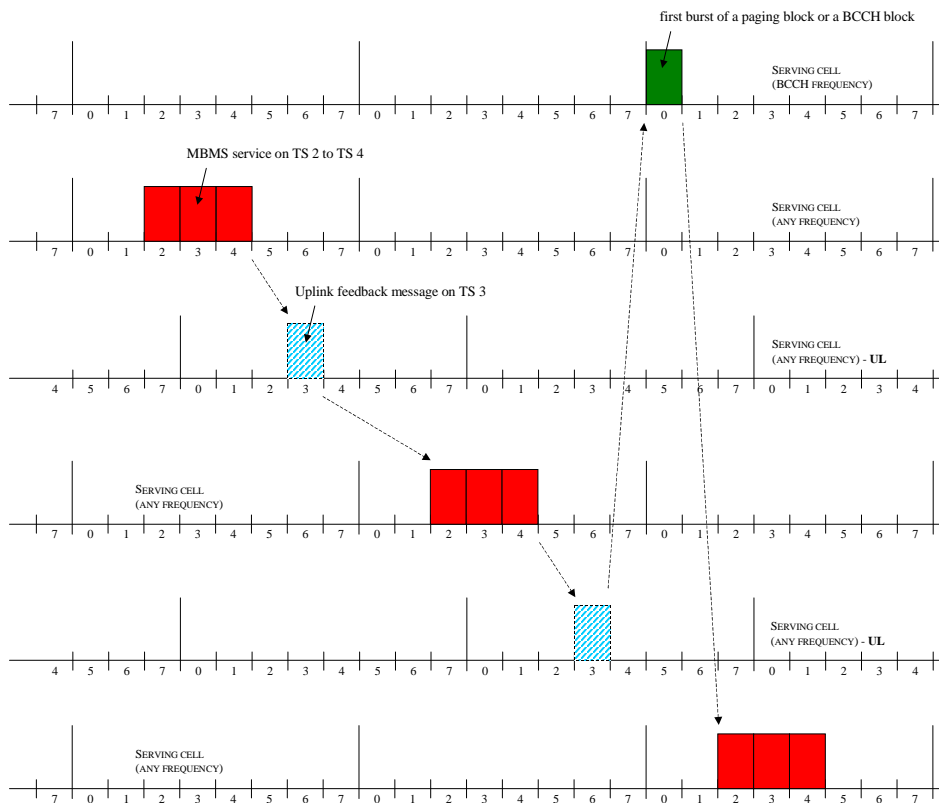 first burst of a paging block or a BCCH block
SERVING CELL
(BCCH FREQUENCY)
7 0 1 2 3 4 5 6 7 0 1 2 3 4 5 6 7 0 1 2 3 4 5 6 7
MBMS service on TS 2 to TS 4
SERVING CELL
(ANY FREQUENCY)
7 0 1 2 3 4 5 6 7 0 1 2 3 4 5 6 7 0 1 2 3 4 5 6 7
Uplink feedback message on TS 3
SERVING CELL
(ANY FREQUENCY) - UL
4 5 6 7 0 1 2 3 4 5 6 7 0 1 2 3 4 5 6 7 0 1 2 3 4
SERVING CELL
(ANY FREQUENCY)
7 0 1 2 3 4 5 6 7 0 1 2 3 4 5 6 7 0 1 2 3 4 5 6 7
SERVING CELL
(ANY FREQUENCY) - UL
4 5 6 7 0 1 2 3 4 5 6 7 0 1 2 3 4 5 6 7 0 1 2 3 4
SERVING CELL
(ANY FREQUENCY)
7 0 1 2 3 4 5 6 7 0 1 2 3 4 5 6 7 0 1 2 3 4 5 6 7